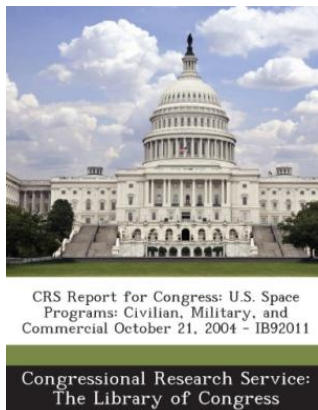 CRS Report for Congress: U.S. Space
Programs: Civilian, Military, and
Commercial October 21, 2004 - IB92011
Congressional Research Service:
The Library of Congress